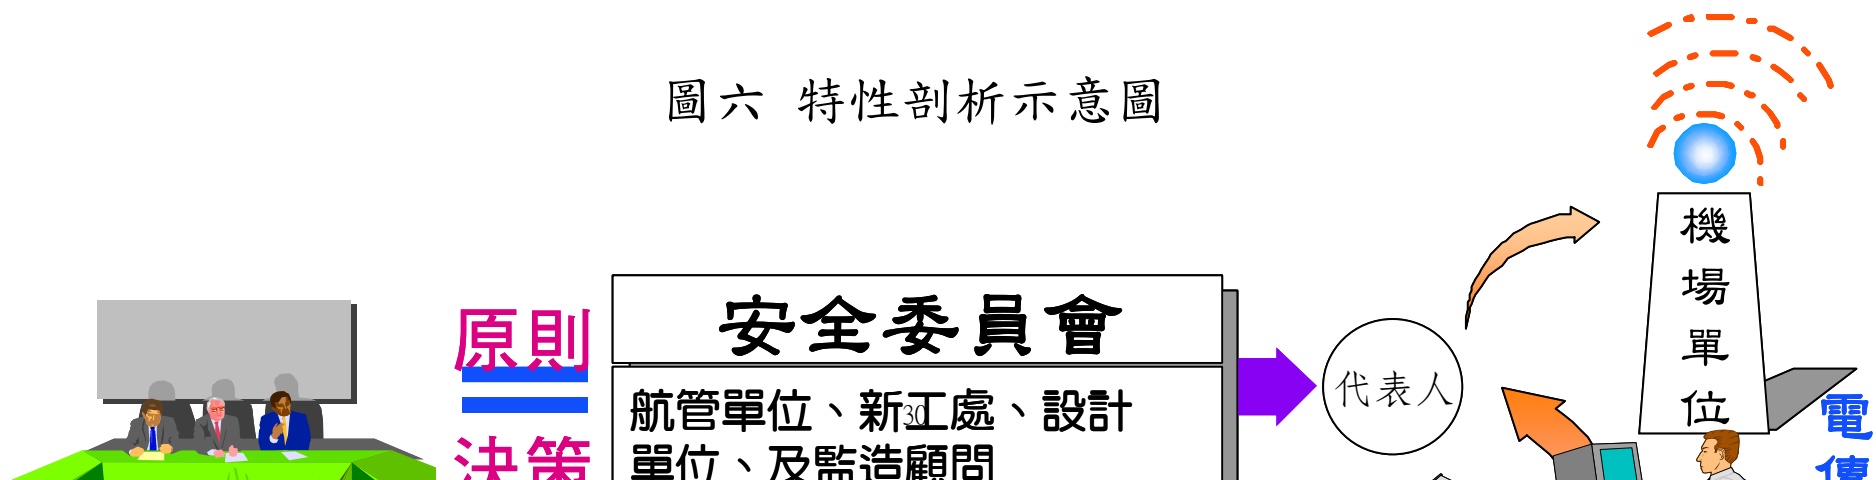 圖六 特性剖析示意圖
機場單位
安全委員會
原則
決策
航管單位、新工處、設計
單位、及監造顧問
30
代表人
電傳